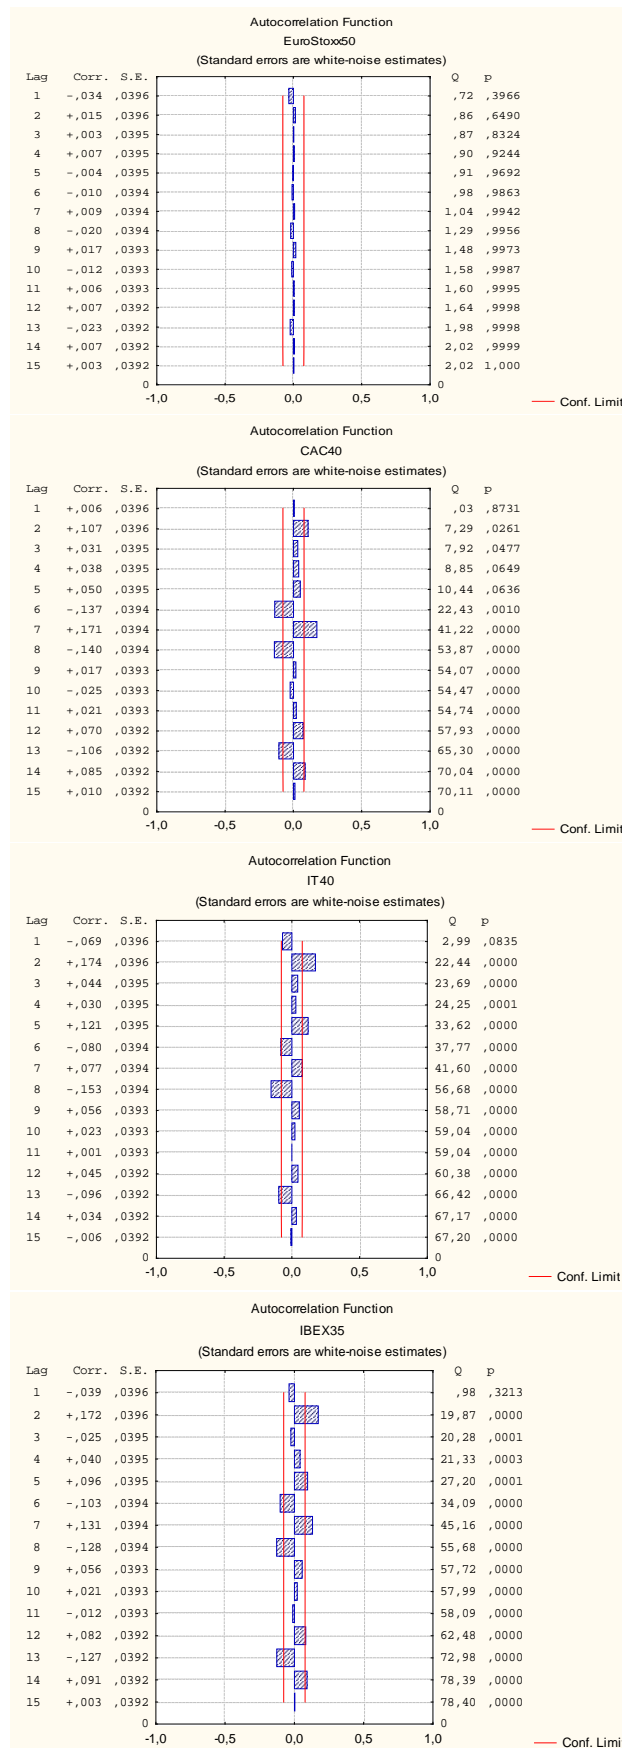 Autocorrelation Function
EuroStoxx50
(Standard errors are white-noise estimates)
Lag Corr. S.E. Q p
1 -,034 ,0396 ,72 ,3966
2 +,015 ,0396 ,86 ,6490
3 +,003 ,0395 ,87 ,8324
4 +,007 ,0395 ,90 ,9244
5 -,004 ,0395 ,91 ,9692
6 -,010 ,0394 ,98 ,9863
7 +,009 ,0394 1,04 ,9942
8 -,020 ,0394 1,29 ,9956
9 +,017 ,0393 1,48 ,9973
10 -,012 ,0393 1,58 ,9987
11 +,006 ,0393 1,60 ,9995
12 +,007 ,0392 1,64 ,9998
13 -,023 ,0392 1,98 ,9998
14 +,007 ,0392 2,02 ,9999
15 +,003 ,0392 2,02 1,000
0 0
-1,0 -0,5 0,0 0,5 1,0
Conf. Limit
Autocorrelation Function
CAC40
(Standard errors are white-noise estimates)
Lag Corr. S.E. Q p
1 +,006 ,0396 ,03 ,8731
2 +,107 ,0396 7,29 ,0261
3 +,031 ,0395 7,92 ,0477
4 +,038 ,0395 8,85 ,0649
5 +,050 ,0395 10,44 ,0636
6 -,137 ,0394 22,43 ,0010
7 +,171 ,0394 41,22 ,0000
8 -,140 ,0394 53,87 ,0000
9 +,017 ,0393 54,07 ,0000
10 -,025 ,0393 54,47 ,0000
11 +,021 ,0393 54,74 ,0000
12 +,070 ,0392 57,93 ,0000
13 -,106 ,0392 65,30 ,0000
14 +,085 ,0392 70,04 ,0000
15 +,010 ,0392 70,11 ,0000
0 0
-1,0 -0,5 0,0 0,5 1,0
Conf. Limit
Autocorrelation Function
IT40
(Standard errors are white-noise estimates)
Lag Corr. S.E. Q p
1 -,069 ,0396 2,99 ,0835
2 +,174 ,0396 22,44 ,0000
3 +,044 ,0395 23,69 ,0000
4 +,030 ,0395 24,25 ,0001
5 +,121 ,0395 33,62 ,0000
6 -,080 ,0394 37,77 ,0000
7 +,077 ,0394 41,60 ,0000
8 -,153 ,0394 56,68 ,0000
9 +,056 ,0393 58,71 ,0000
10 +,023 ,0393 59,04 ,0000
11 +,001 ,0393 59,04 ,0000
12 +,045 ,0392 60,38 ,0000
13 -,096 ,0392 66,42 ,0000
14 +,034 ,0392 67,17 ,0000
15 -,006 ,0392 67,20 ,0000
0 0
-1,0 -0,5 0,0 0,5 1,0
Conf. Limit
Autocorrelation Function
IBEX35
(Standard errors are white-noise estimates)
Lag Corr. S.E. Q p
1 -,039 ,0396 ,98 ,3213
2 +,172 ,0396 19,87 ,0000
3 -,025 ,0395 20,28 ,0001
4 +,040 ,0395 21,33 ,0003
5 +,096 ,0395 27,20 ,0001
6 -,103 ,0394 34,09 ,0000
7 +,131 ,0394 45,16 ,0000
8 -,128 ,0394 55,68 ,0000
9 +,056 ,0393 57,72 ,0000
10 +,021 ,0393 57,99 ,0000
11 -,012 ,0393 58,09 ,0000
12 +,082 ,0392 62,48 ,0000
13 -,127 ,0392 72,98 ,0000
14 +,091 ,0392 78,39 ,0000
15 +,003 ,0392 78,40 ,0000
0 0
-1,0 -0,5 0,0 0,5 1,0
Conf. Limi